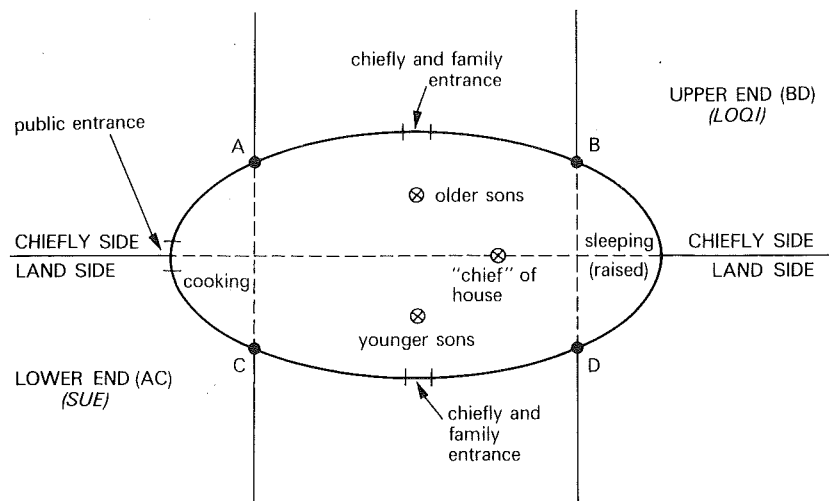 chiefly and family
entrance
UPPER END (BD)
(LOQI)
public entrance
A
B
older sons
CHIEFLY SIDE
LAND SIDE
sleeping
(raised)
CHIEFLY SIDE
LAND SIDE
cooking
"chief" of
house
younger sons
C
D
LOWER END (AC)
(SUE)
chiefly and
family
entrance